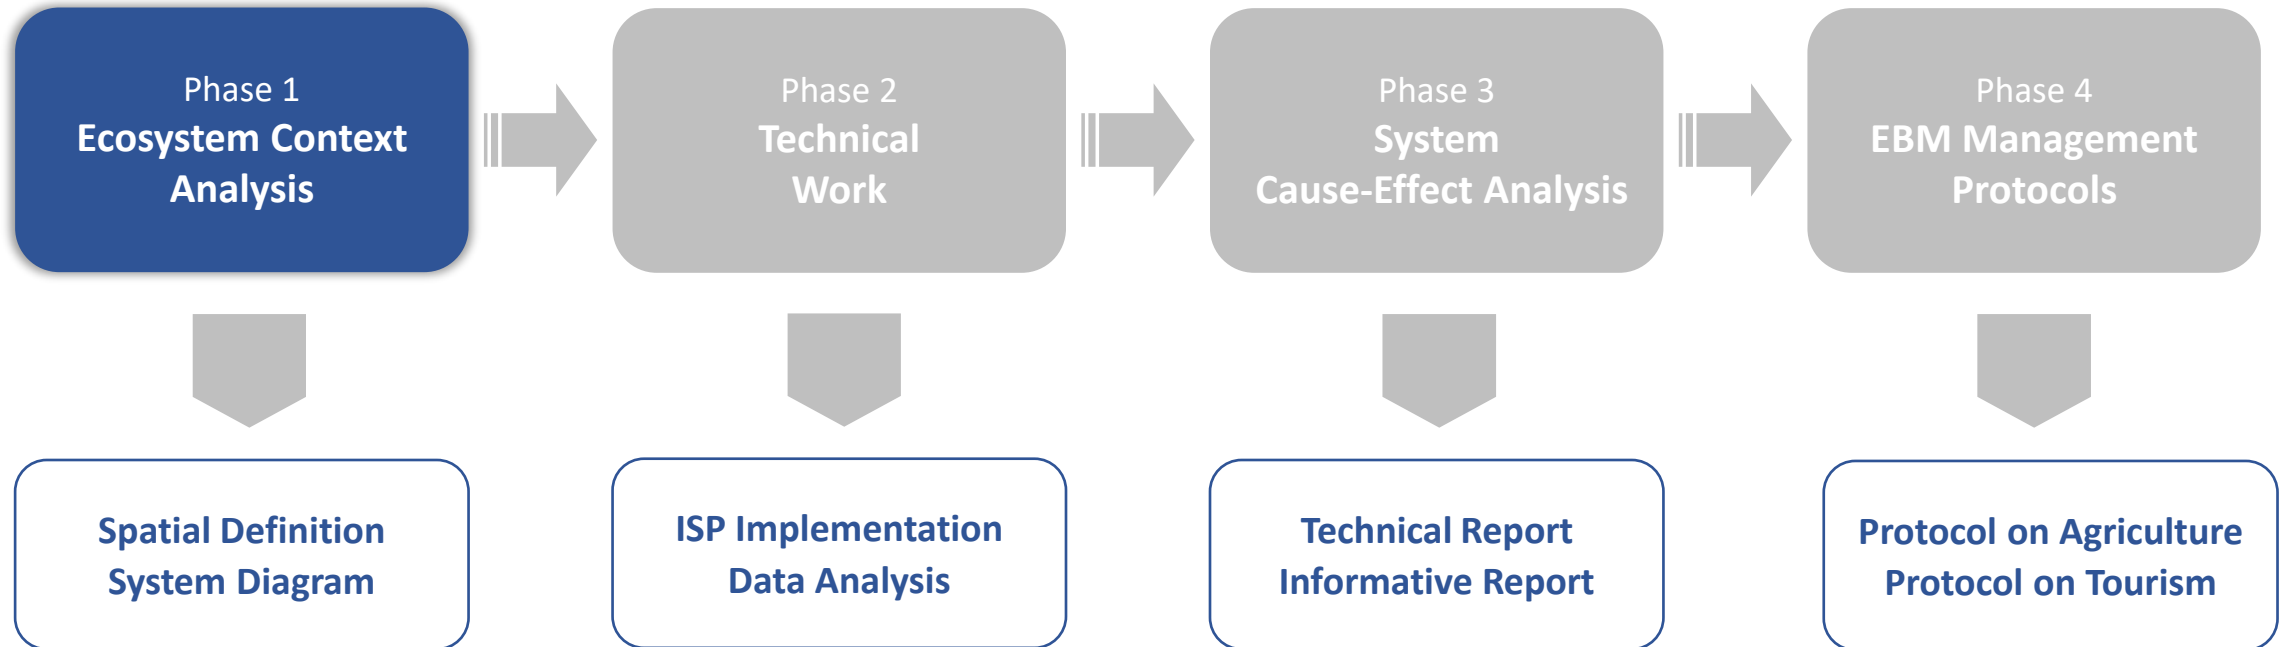 Phase 1
Ecosystem Context
Analysis
Phase 2
Technical
Work
Phase 3
System
Cause-Effect Analysis
Phase 4
EBM Management
Protocols
Spatial Definition
System Diagram
ISP Implementation
Data Analysis
Technical Report
Informative Report
Protocol on Agriculture
Protocol on Tourism